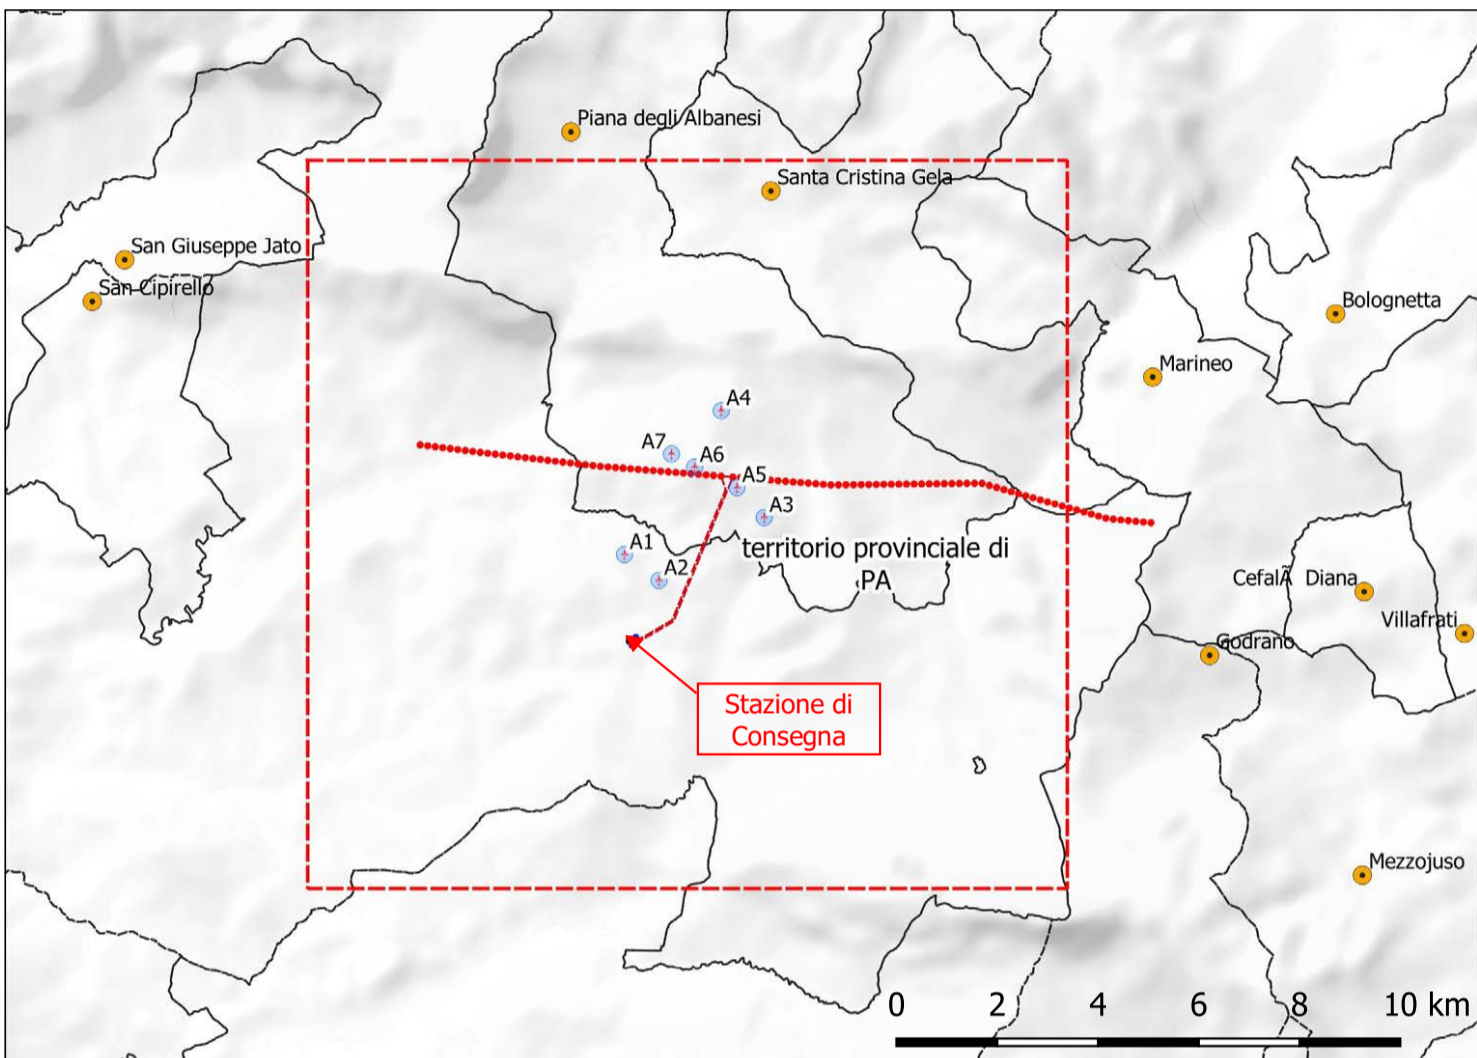 Piana degli Albanesi
Santa Cristina Gela
San Giuseppe Jato
San Cipirello
Bolognetta
Marineo
A4
A7
A6
A5
A3
A1
territorio provinciale di
PA
A2
CefalÃ Diana
Villafrati
Godrano
Stazione di
Consegna
Mezzojuso
0 2 4 6 8 10 km